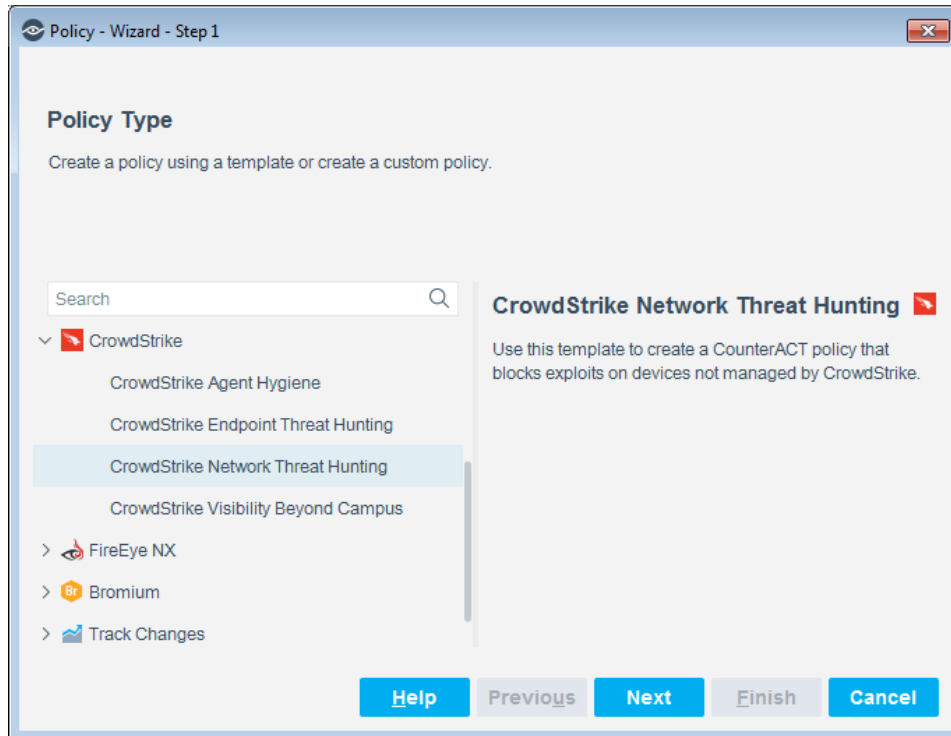 Policy - Wizard - Step 1
Policy Type
Create a policy using a template or create a custom policy.
Search
CrowdStrike
CrowdStrike Agent Hygiene
CrowdStrike Endpoint Threat Hunting
CrowdStrike Network Threat Hunting
CrowdStrike Visibility Beyond Campus
FireEye NX
Br Bromium
Track Changes
CrowdStrike Network Threat Hunting
Use this template to create a CounterACT policy that
blocks exploits on devices not managed by CrowdStrike.
Help Previous Next Finish Cancel